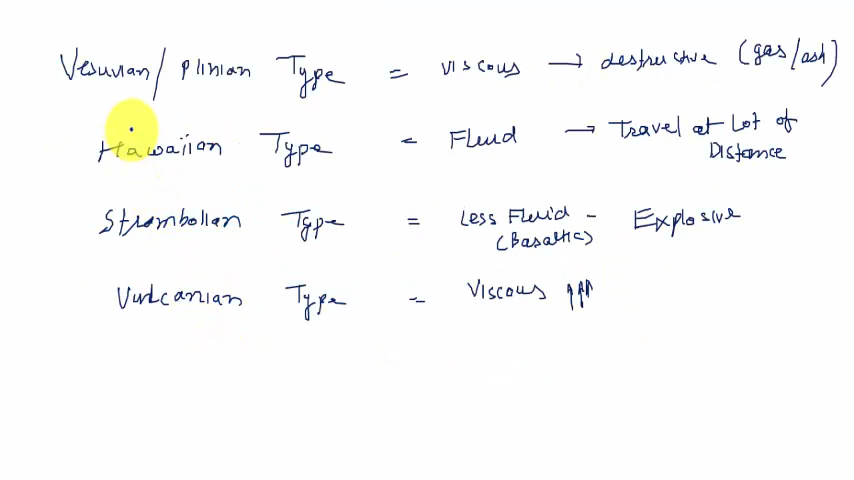 Vesuvian/ Plinian Type = Viscous → destructive (gas/ash)
Hawaiian Type = Fluid → Travel at Lot of Distance
Strombolian Type = Less Fluid - Explosive
(Basaltic)
Vulcanian Type = Viscous ↑↑↑